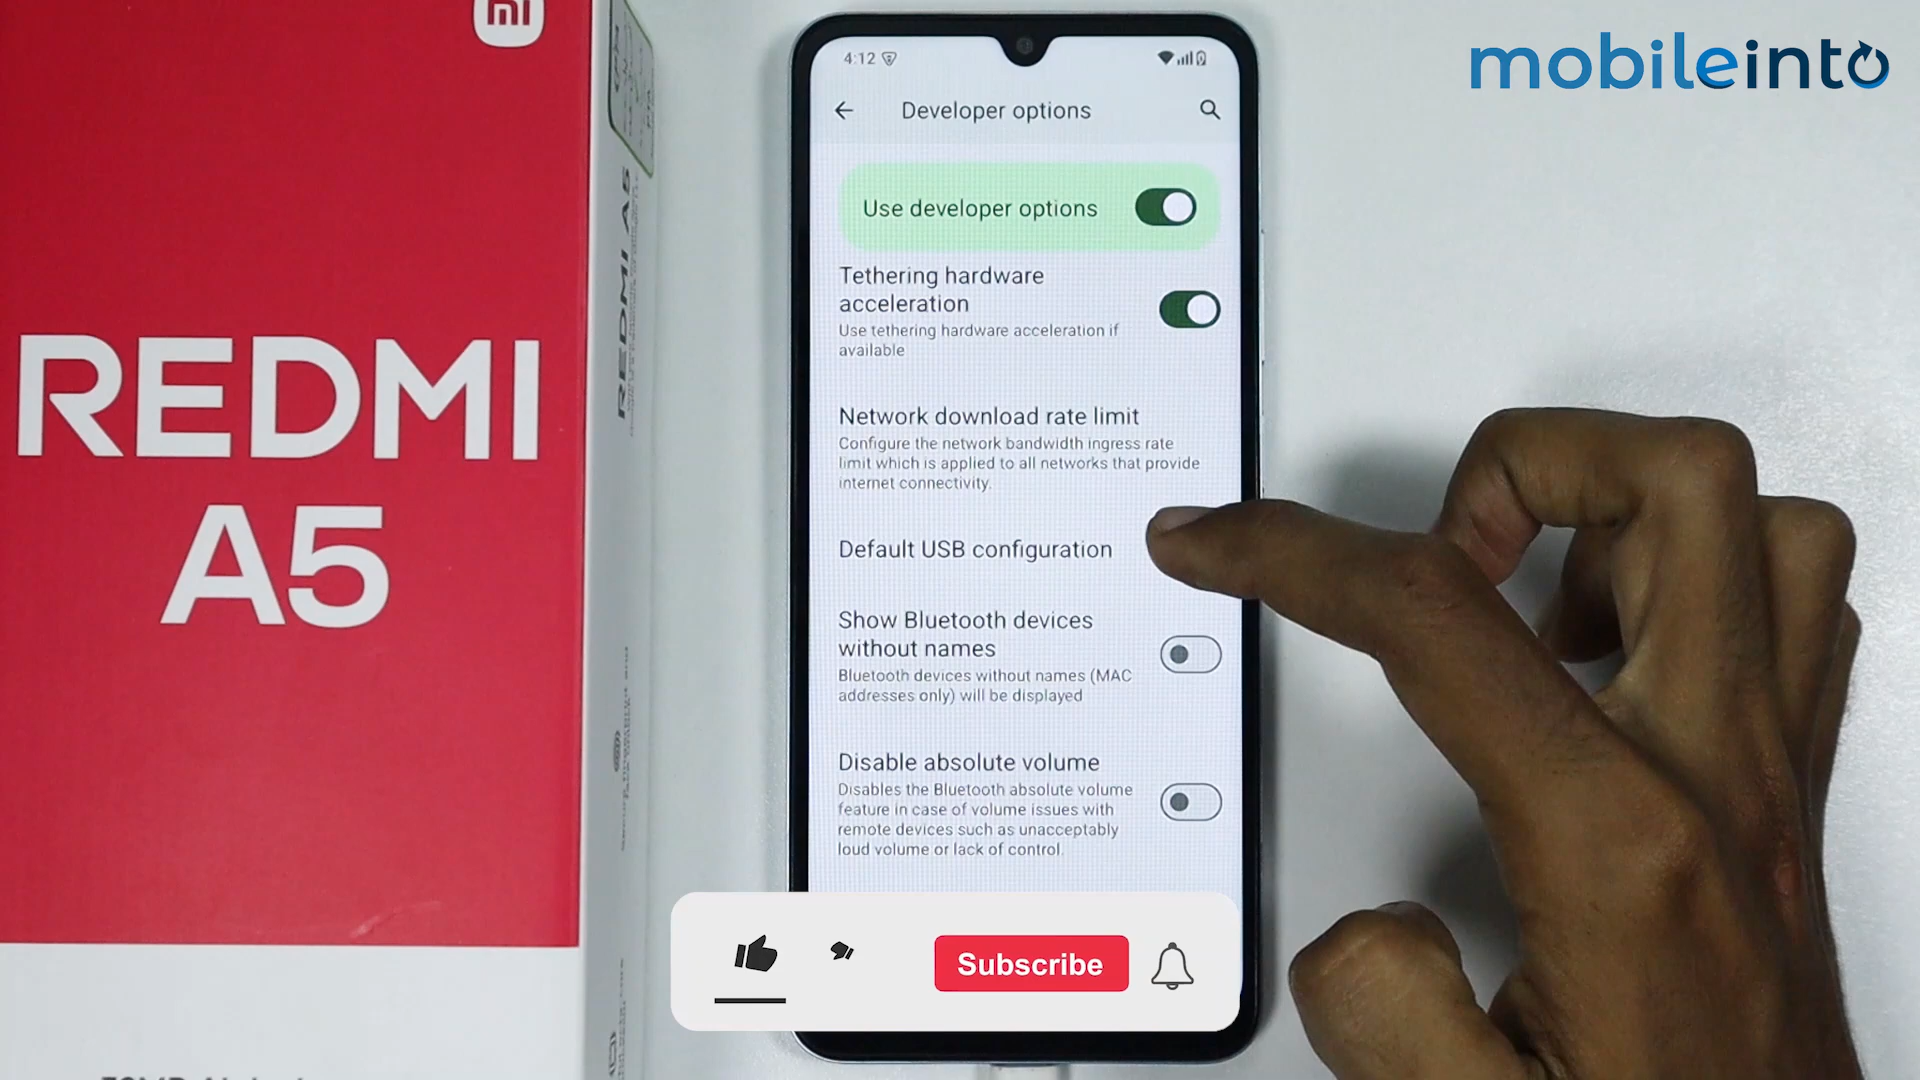 mi
REDMI
A5
REDMI A5
mobileinto
4:12
Developer options
Use developer options
Tethering hardware
acceleration
Use tethering hardware acceleration if
available
Network download rate limit
Configure the network bandwidth ingress rate
limit which is applied to all networks that provide
internet connectivity.
Default USB configuration
Show Bluetooth devices
without names
Bluetooth devices without names (MAC
addresses only) will be displayed
Disable absolute volume
Disables the Bluetooth absolute volume
feature in case of volume issues with
remote devices such as unacceptably
loud volume or lack of control.
Subscribe